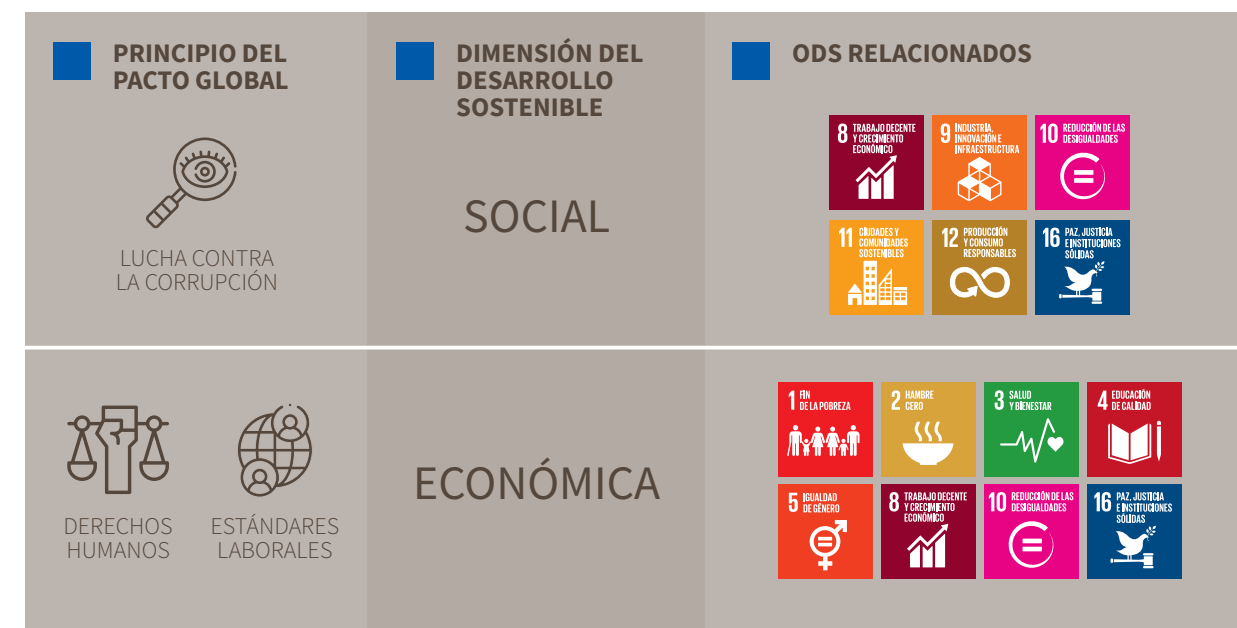 PRINCIPIO DEL
PACTO GLOBAL
DIMENSIÓN DEL
DESARROLLO
SOSTENIBLE
ODS RELACIONADOS
LUCHA CONTRA
LA CORRUPCIÓN
SOCIAL
8 TRABAJO DECENTE
Y CRECIMIENTO
ECONÓMICO
9 INDUSTRIA,
INNOVACIÓN E
INFRAESTRUCTURA
10 REDUCCIÓN DE LAS
DESIGUALDADES
11 CIUDADES Y
COMUNIDADES
SOSTENIBLES
12 PRODUCCIÓN
Y CONSUMO
RESPONSABLES
16 PAZ, JUSTICIA
E INSTITUCIONES
SÓLIDAS
DERECHOS
HUMANOS
ESTÁNDARES
LABORALES
ECONÓMICA
1 FIN
DE LA POBREZA
2 HAMBRE
CERO
3 SALUD
Y BIENESTAR
4 EDUCACIÓN
DE CALIDAD
5 IGUALDAD
DE GÉNERO
8 TRABAJO DECENTE
Y CRECIMIENTO
ECONÓMICO
10 REDUCCIÓN DE LAS
DESIGUALDADES
16 PAZ, JUSTICIA
E INSTITUCIONES
SÓLIDAS